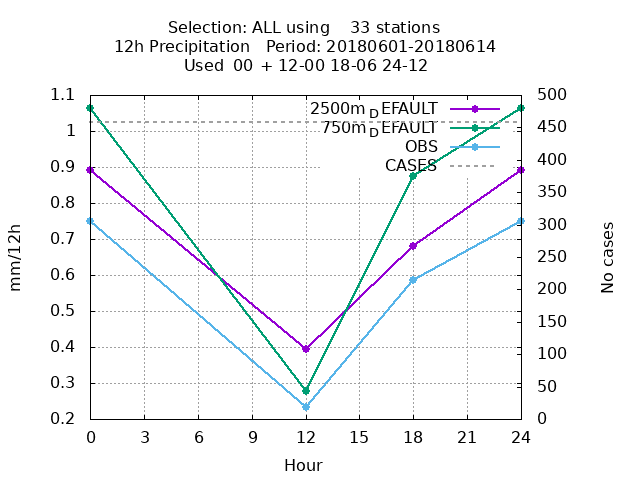 Selection: ALL using 33 stations
12h Precipitation Period: 20180601-20180614
Used 00 + 12-00 18-06 24-12
1.1
1
0.9
0.8
0.7
0.6
0.5
0.4
0.3
0.2
mm/12h
2500m_DEFAULT
750m_DEFAULT
OBS
CASES
500
450
400
350
300
250
200
150
100
50
0
No cases
0 3 6 9 12 15 18 21 24
Hour